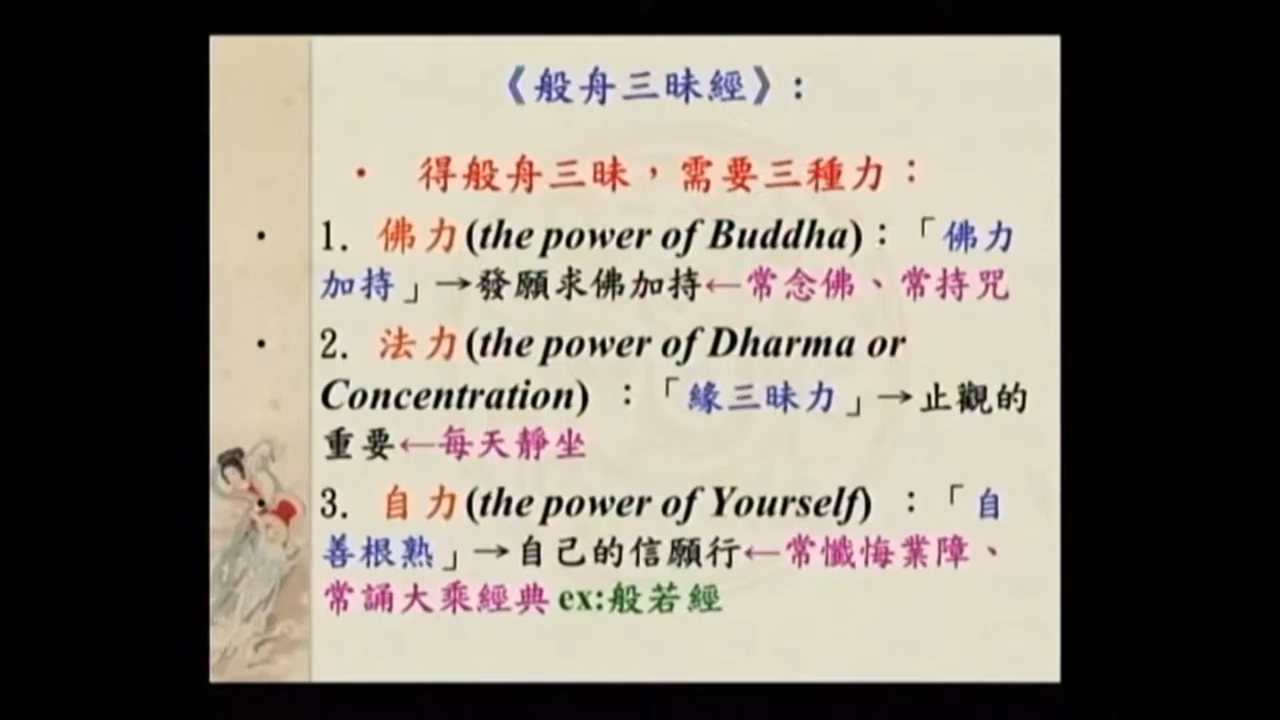 《般舟三昧經》:
• 得般舟三昧，需要三種力：
• 1. 佛力(the power of Buddha)：「佛力
加持」→發願求佛加持←常念佛、常持咒
• 2. 法力(the power of Dharma or
Concentration) ：「緣三昧力」→止觀的
重要←每天靜坐
• 3. 自力(the power of Yourself) ：「自
善根熟」→自己的信願行←常懺悔業障、
常誦大乘經典 ex:般若經